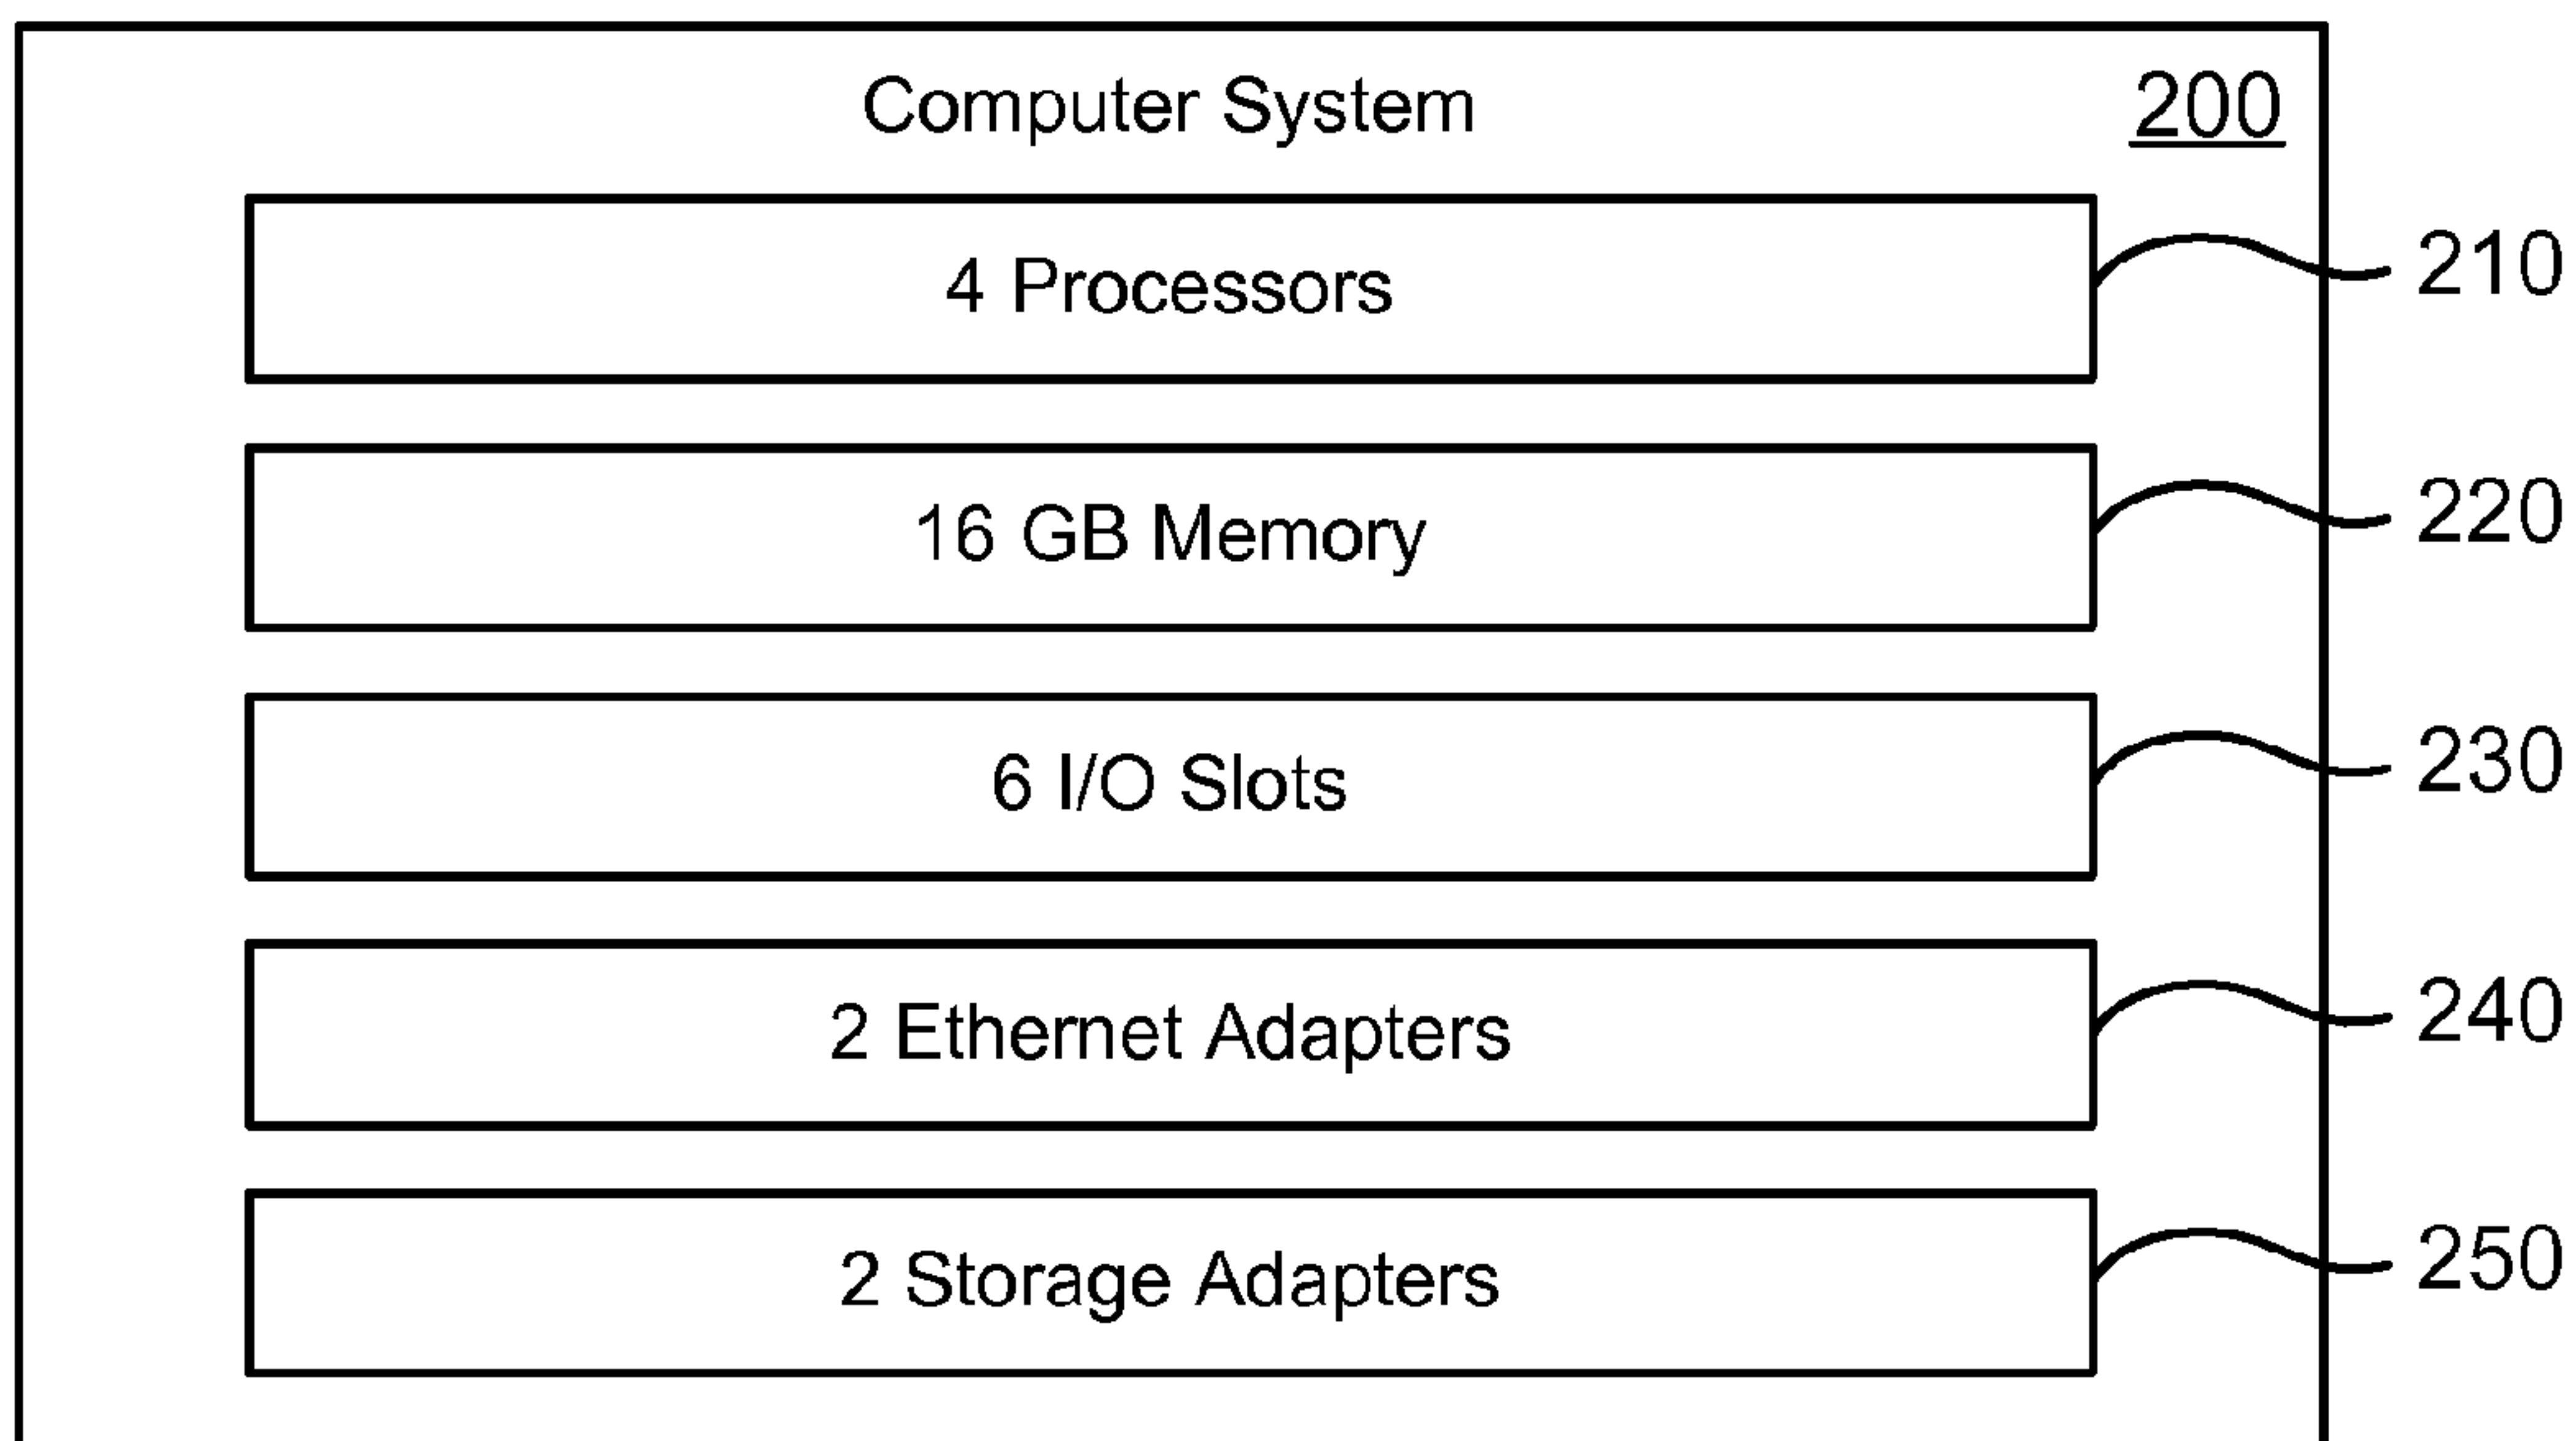 Computer System 200
4 Processors 210
16 GB Memory 220
6 I/O Slots 230
2 Ethernet Adapters 240
2 Storage Adapters 250